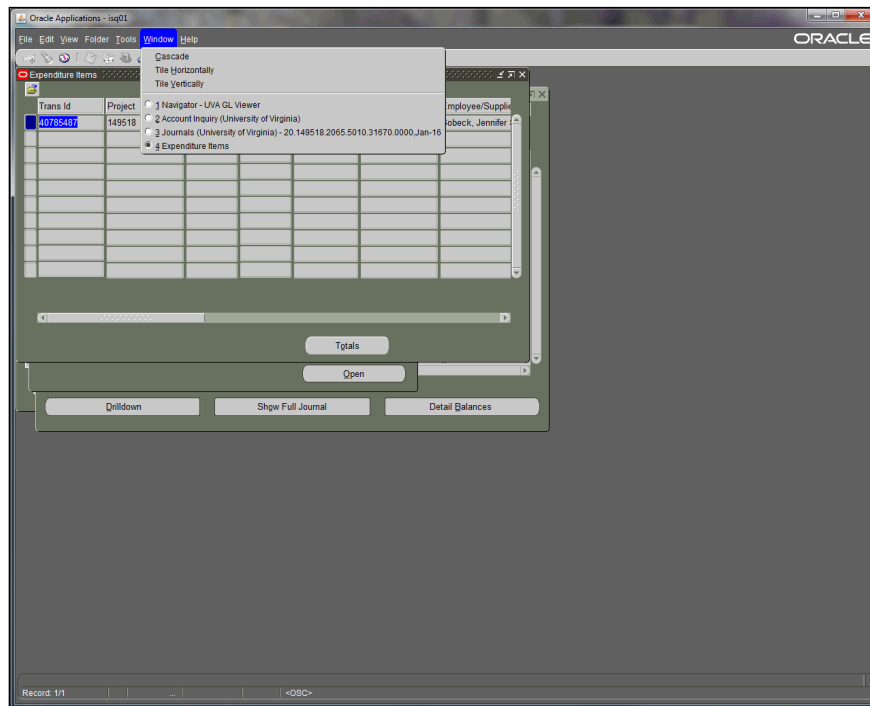 Oracle Applications - isq01
File Edit View Folder Tools Window Help
ORACLE
Cascade
Tile Horizontally
Tile Vertically
1 Navigator - UVA GL Viewer
2 Account Inquiry (University of Virginia)
3 Journals (University of Virginia) - 20.149518.2065.5010.31670.0000,Jan-16
4 Expenditure Items
Expenditure Items
Trans Id Project mployee/Supplie
40785487 149518 obeck, Jennifer
Totals
Open
Drilldown Show Full Journal Detail Balances
Record: 1/1 ... <OSC>